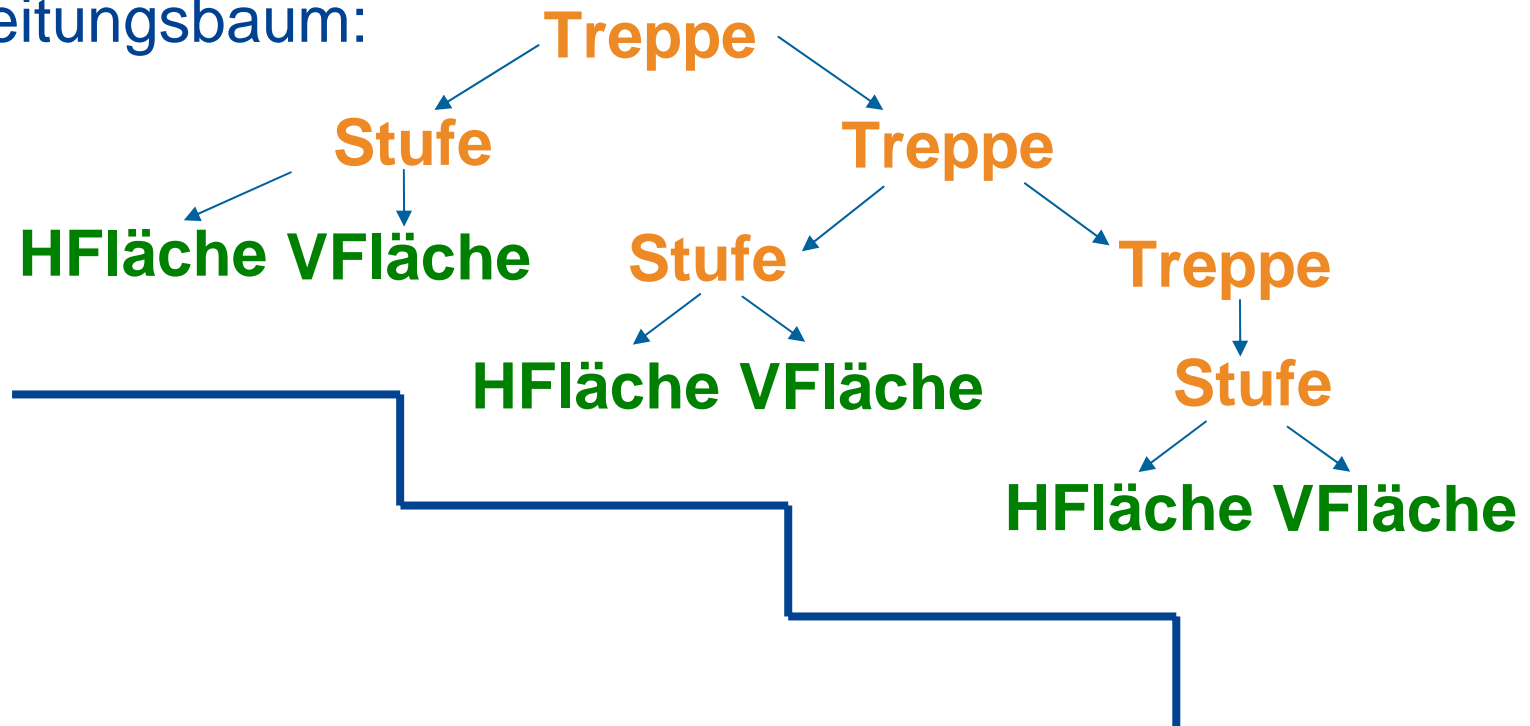 eitungsbaum:
Treppe
Stufe Treppe
HFläche VFläche Stufe Treppe
HFläche VFläche Stufe
HFläche VFläche